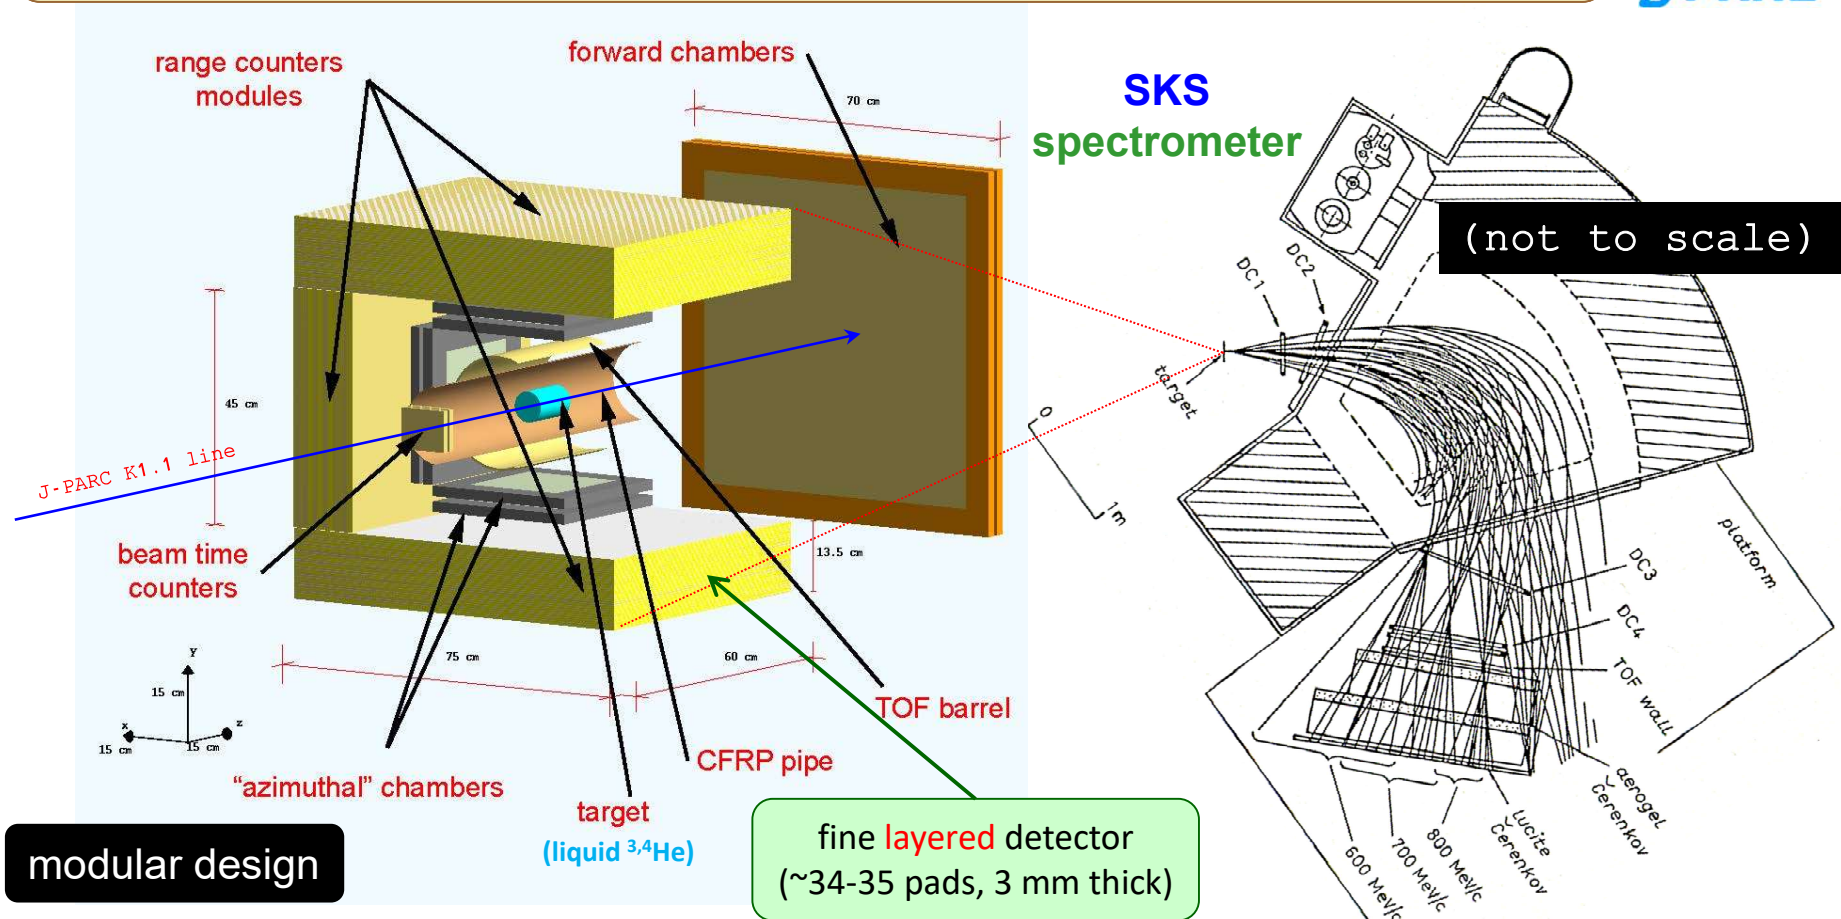 range counters
modules
forward chambers
70 cm
SKS
spectrometer
(not to scale)
DC1
DC2
target
0
1m
45 cm
J-PARC K1.1 line
beam time
counters
13.5 cm
75 cm
60 cm
Y
15 cm
x
15 cm
z
15 cm
TOF barrel
CFRP pipe
"azimuthal" chambers
target
(liquid ³,⁴He)
modular design
fine layered detector
(~34-35 pads, 3 mm thick)
platform
DC3
DC4
TOF wall
aerogel
Čerenkov
lucite
Čerenkov
800 MeV/c
700 MeV/c
600 MeV/c